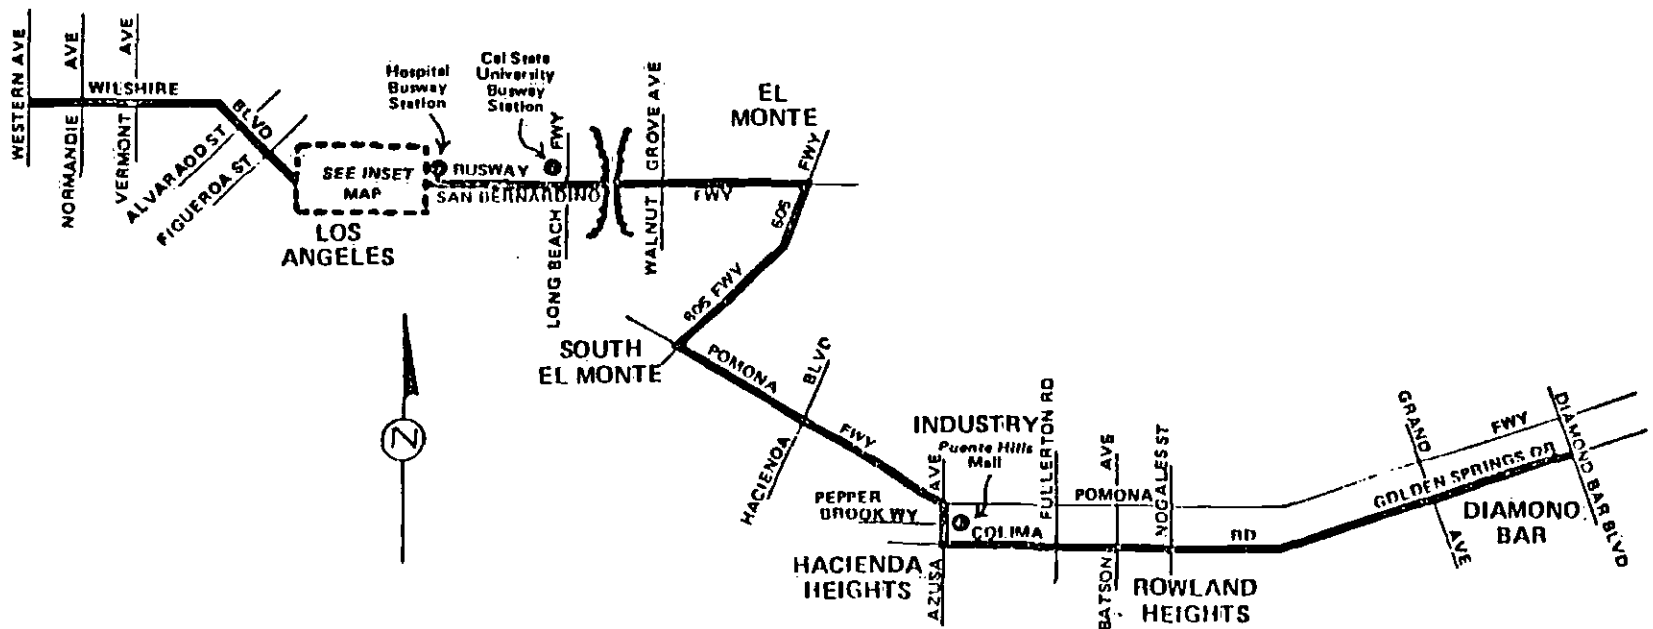 WESTERN AVE
NORMANDIE AVE
VERMONT AVE
WILSHIRE
BLVD
ALVARAOD ST
FIGUEROA ST
SEE INSET
MAP
LOS
ANGELES
Hospital
Busway
Station
Cal State
University
Busway
Station
BUSWAY
SAN BERNARDINO
FWY
LONG BEACH FWY
WALNUT GROVE AVE
EL
MONTE
FWY
605
605 FWY
SOUTH
EL MONTE
POMONA
FWY
HACIENDA BLVD
N
INDUSTRY
Puente Hills
Mall
PEPPER
BROOK WY
AZUSA AVE
COLIMA
RD
FULLERTON RD
BATSON AVE
NOGALES ST
POMONA
FWY
HACIENDA
HEIGHTS
ROWLAND
HEIGHTS
GRAND AVE
GOLDEN SPRINGS DR
DIAMOND BAR BLVD
DIAMOND
BAR